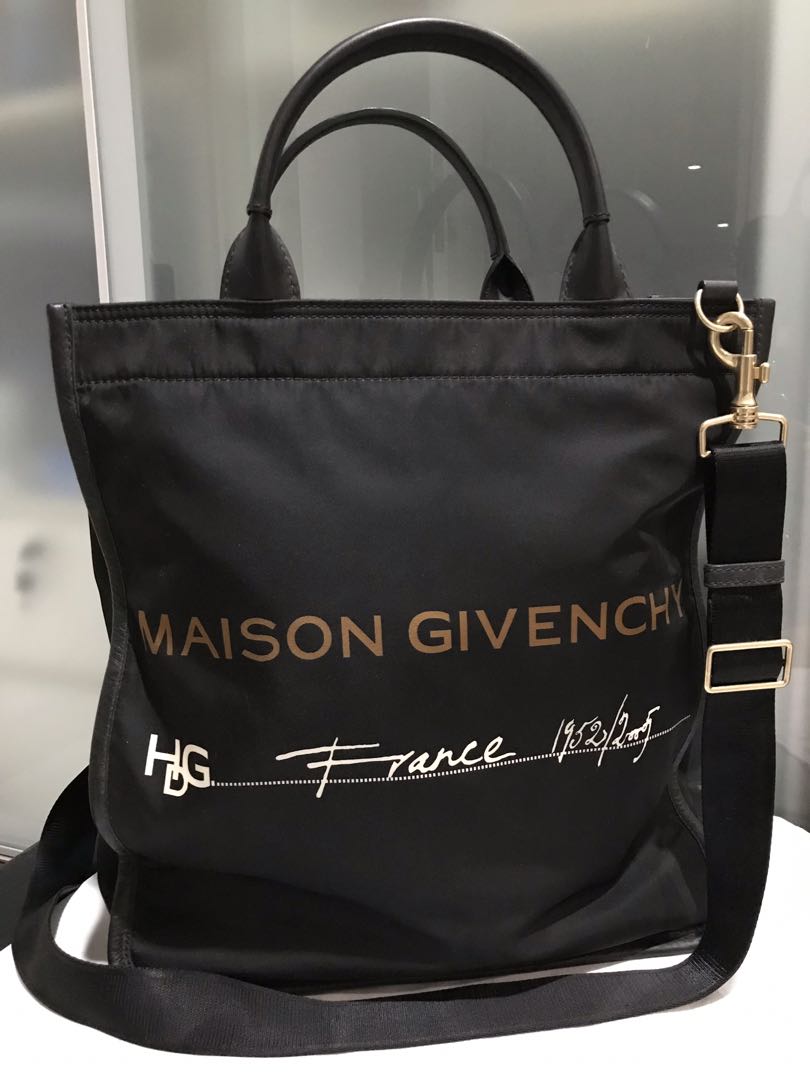 MAISON GIVENCHY
HDG France 1952/2005